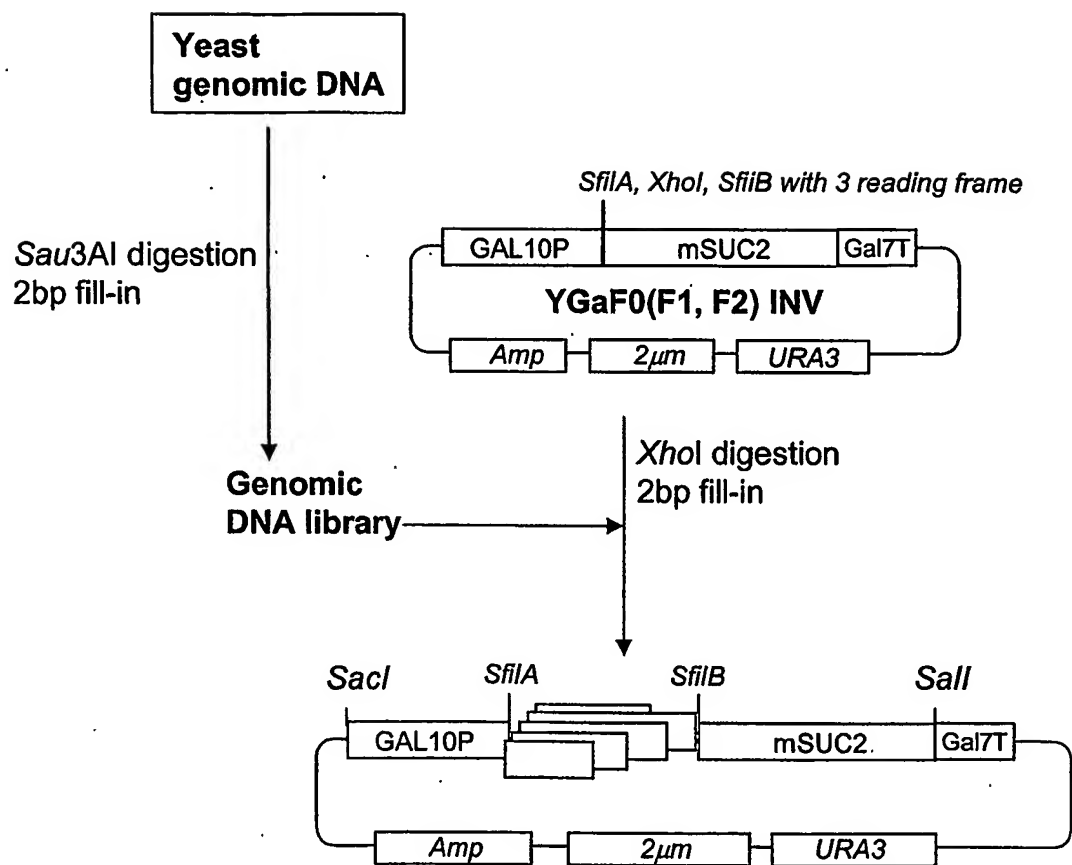 Yeast
genomic DNA
SfiIA, XhoI, SfiIB with 3 reading frame
Sau3AI digestion
2bp fill-in
GAL10P
mSUC2
Gal7T
YGaF0(F1, F2) INV
Amp
2μm
URA3
XhoI digestion
2bp fill-in
Genomic
DNA library
SacI
SfiIA
SfiIB
SalI
GAL10P
mSUC2
Gal7T
Amp
2μm
URA3